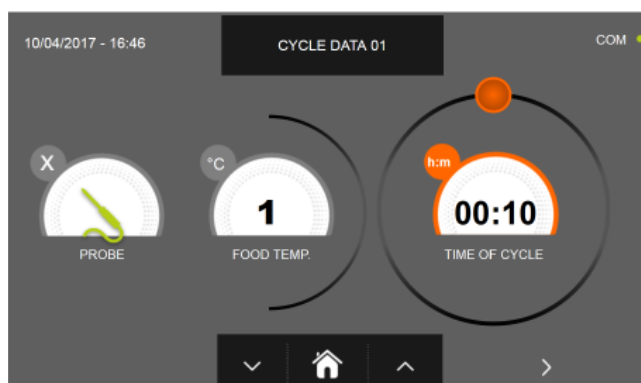 10/04/2017 - 16:46
CYCLE DATA 01
COM
X
°C
h:m
1
00:10
PROBE
FOOD TEMP.
TIME OF CYCLE